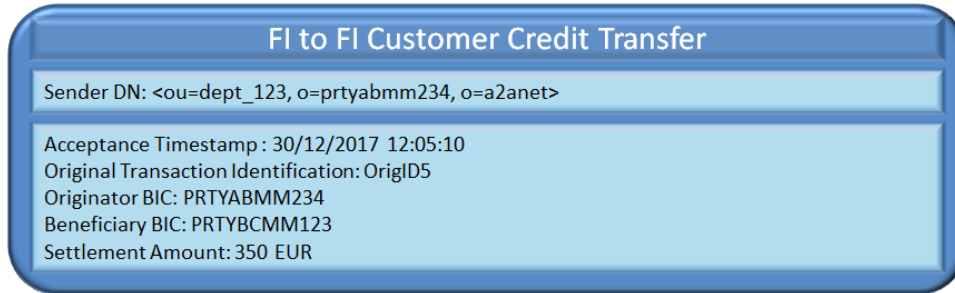 FI to FI Customer Credit Transfer
Sender DN: <ou=dept_123, o=prtyabmm234, o=a2anet>
Acceptance Timestamp : 30/12/2017 12:05:10
Original Transaction Identification: OrigID5
Originator BIC: PRTYABMM234
Beneficiary BIC: PRTYBCMM123
Settlement Amount: 350 EUR